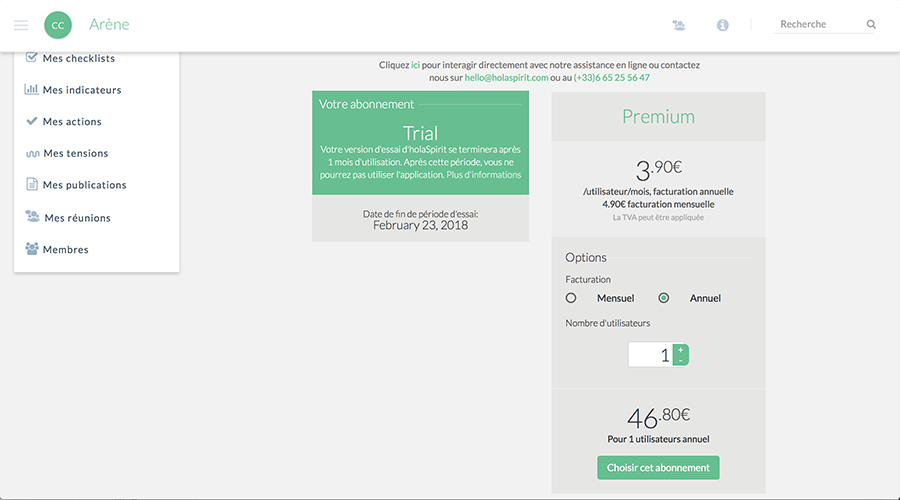 CC
Arène
Recherche
Mes checklists
Mes indicateurs
Mes actions
Mes tensions
Mes publications
Mes réunions
Membres
Cliquez ici pour interagir directement avec notre assistance en ligne ou contactez
nous sur hello@holaspirit.com ou au (+33)6 65 25 56 47
Votre abonnement
Trial
Votre version d'essai d'holaSpirit se terminera après
1 mois d'utilisation. Après cette période, vous ne
pourrez pas utiliser l'application. Plus d'informations
Date de fin de période d'essai:
February 23, 2018
Premium
3.90€
/utilisateur/mois, facturation annuelle
4.90€ facturation mensuelle
La TVA peut être appliquée
Options
Facturation
Mensuel Annuel
Nombre d'utilisateurs
1 + -
46.80€
Pour 1 utilisateurs annuel
Choisir cet abonnement